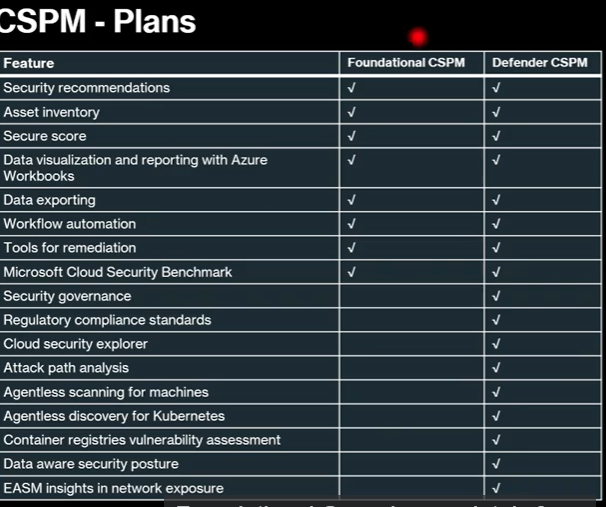 CSPM - Plans
Feature Foundational CSPM Defender CSPM
Security recommendations √ √
Asset inventory √ √
Secure score √ √
Data visualization and reporting with Azure √ √
Workbooks
Data exporting √ √
Workflow automation √ √
Tools for remediation √ √
Microsoft Cloud Security Benchmark √ √
Security governance √
Regulatory compliance standards √
Cloud security explorer √
Attack path analysis √
Agentless scanning for machines √
Agentless discovery for Kubernetes √
Container registries vulnerability assessment √
Data aware security posture √
EASM insights in network exposure √